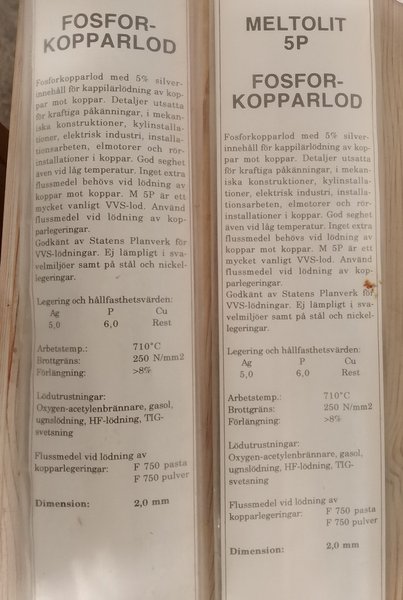 FOSFOR-
KOPPARLOD
Fosforkopparlod med 5% silver-
innehåll för kappilärlödning av kop-
par mot koppar. Detaljer utsatta
för kraftiga påkänningar, i mekan-
iska konstruktioner, kylinstalla-
tioner, elektrisk industri, installa-
tionsarbeten, elmotorer och rör-
installationer i koppar. God seghet
även vid låg temperatur. Inget extra
flussmedel behövs vid lödning av
koppar mot koppar. M 5P är ett
mycket vanligt VVS-lod. Använd
flussmedel vid lödning av kop-
parlegeringar.
Godkänt av Statens Planverk för
VVS-lödningar. Ej lämpligt i sva-
velmiljöer samt på stål och nickel-
legeringar.
Legering och hållfasthetsvärden:
Ag P Cu
5,0 6,0 Rest
Arbetstemp.: 710°C
Brottgräns: 250 N/mm2
Förlängning: >8%
Lödutrustningar:
Oxygen-acetylenbrännare, gasol,
ugnslödning, HF-lödning, TIG-
svetsning
Flussmedel vid lödning av
kopparlegeringar: F 750 pasta
F 750 pulver
Dimension: 2,0 mm
MELTOLIT
5P
FOSFOR-
KOPPARLOD
Fosforkopparlod med 5% silver-
innehåll för kappilärlödning av kop-
par mot koppar. Detaljer utsatta
för kraftiga påkänningar, i mekan-
iska konstruktioner, kylinstalla-
tioner, elektrisk industri, installa-
tionsarbeten, elmotorer och rör-
installationer i koppar. God seghet
även vid låg temperatur. Inget extra
flussmedel behövs vid lödning av
koppar mot koppar. M 5P är ett
mycket vanligt VVS-lod. Använd
flussmedel vid lödning av kop-
parlegeringar.
Godkänt av Statens Planverk för
VVS-lödningar. Ej lämpligt i sva-
velmiljöer samt på stål och nickel-
legeringar.
Legering och hållfasthetsvärden:
Ag P Cu
5,0 6,0 Rest
Arbetstemp.: 710°C
Brottgräns: 250 N/mm2
Förlängning: >8%
Lödutrustningar:
Oxygen-acetylenbrännare, gasol,
ugnslödning, HF-lödning, TIG-
svetsning
Flussmedel vid lödning av
kopparlegeringar: F 750 pasta
F 750 pulver
Dimension: 2,0 mm